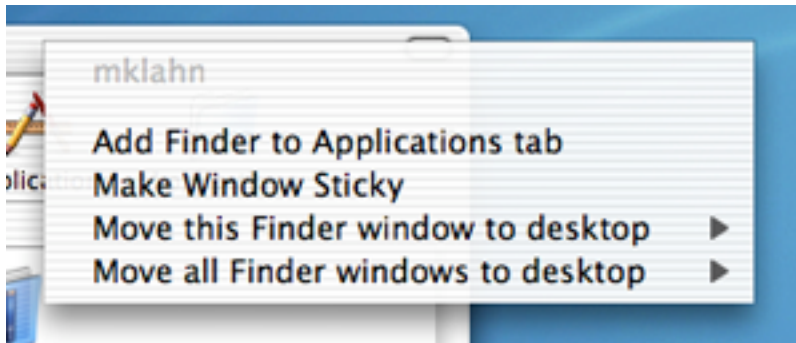 mklahn
Add Finder to Applications tab
Make Window Sticky
Move this Finder window to desktop
Move all Finder windows to desktop